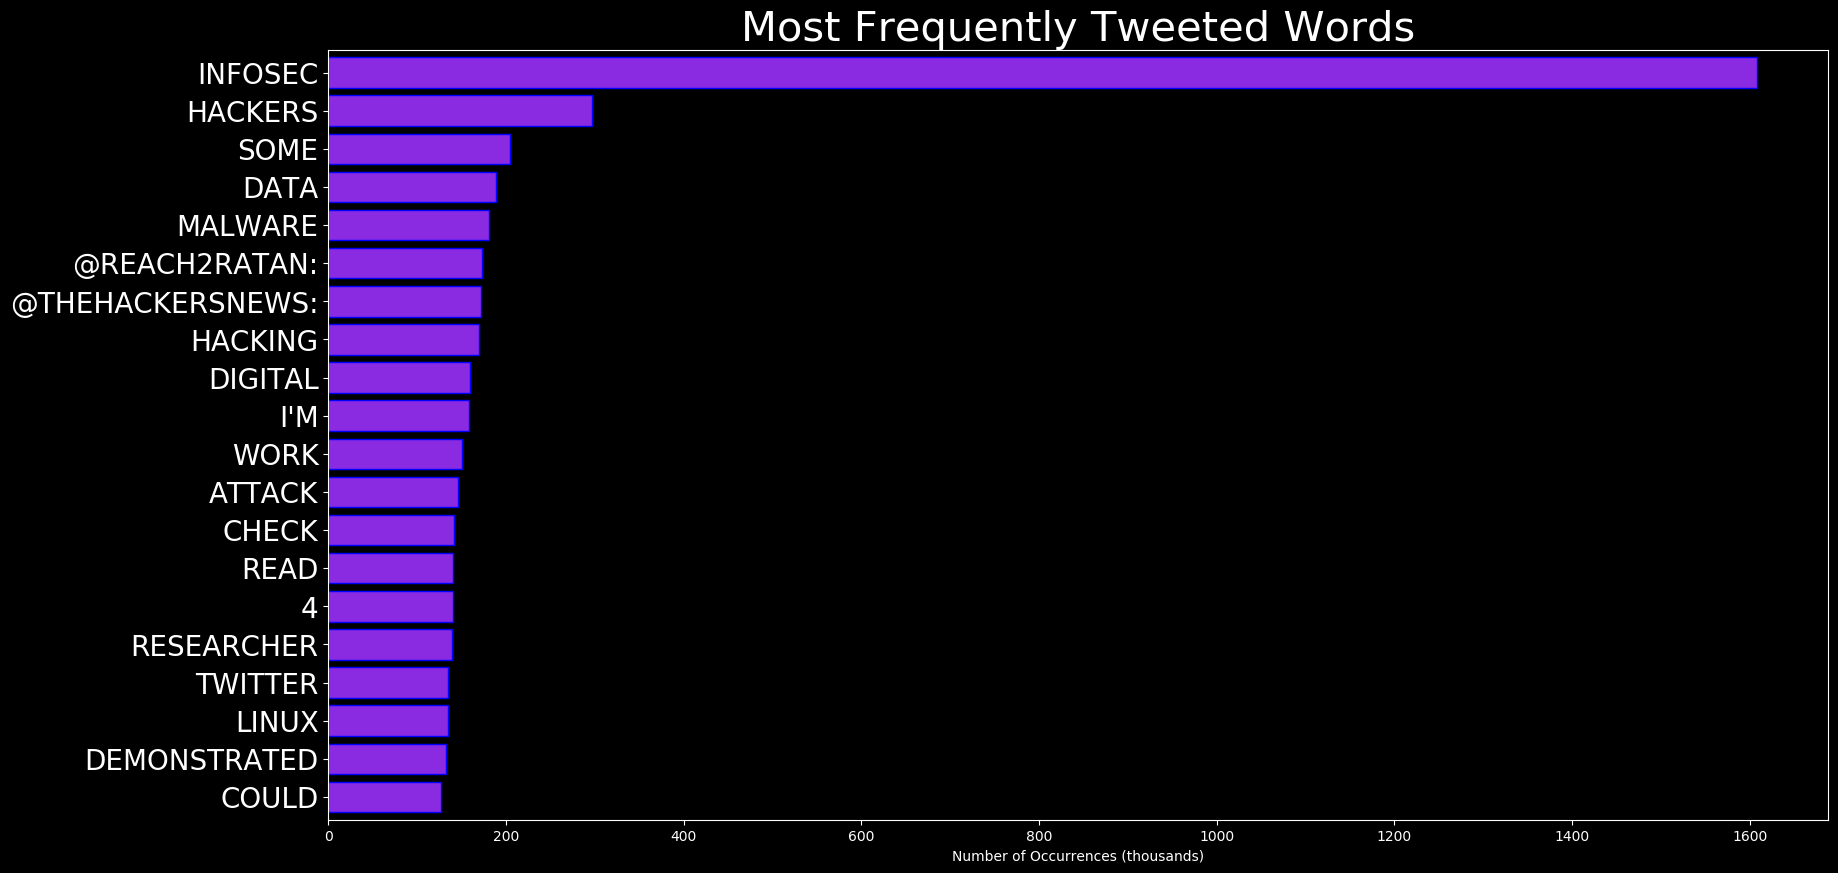 Most Frequently Tweeted Words
INFOSEC
HACKERS
SOME
DATA
MALWARE
@REACH2RATAN:
@THEHACKERSNEWS:
HACKING
DIGITAL
I'M
WORK
ATTACK
CHECK
READ
4
RESEARCHER
TWITTER
LINUX
DEMONSTRATED
COULD
0 200 400 600 800 1000 1200 1400 1600
Number of Occurrences (thousands)